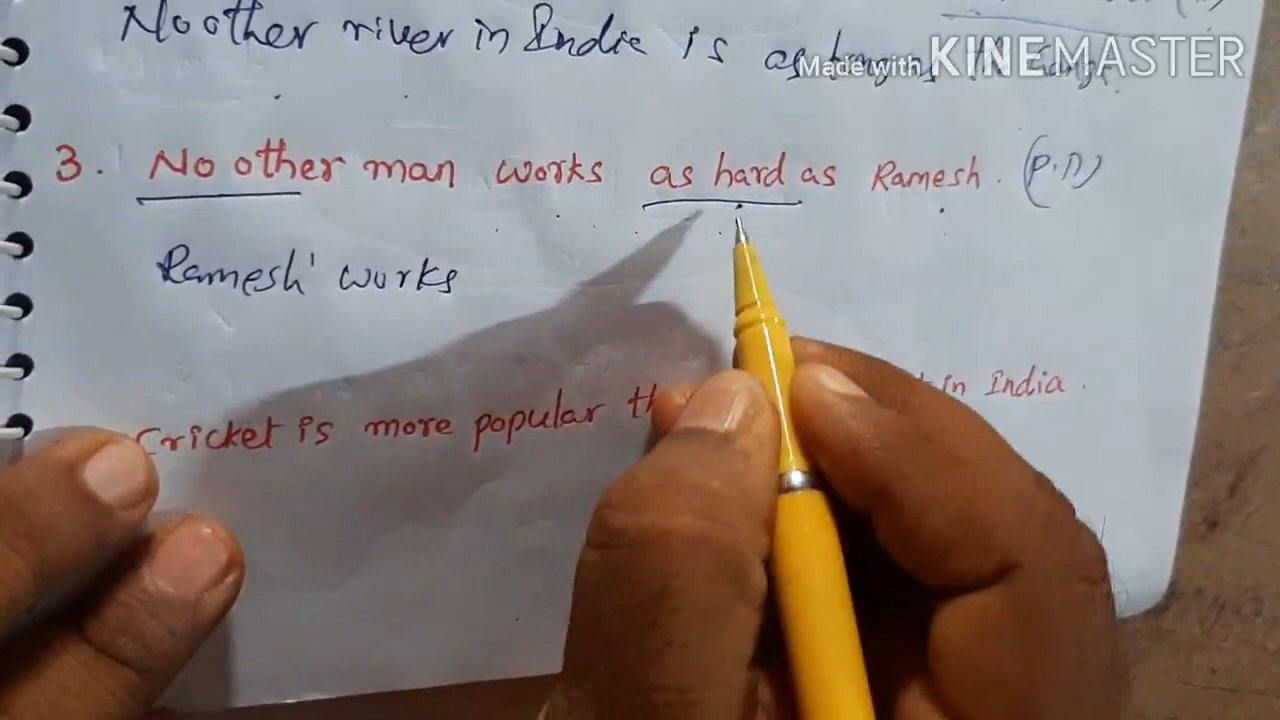 No other river in India is as
Made with KINEMASTER
3. No other man works as hard as Ramesh. (p.D)
Ramesh works
Cricket is more popular in India.